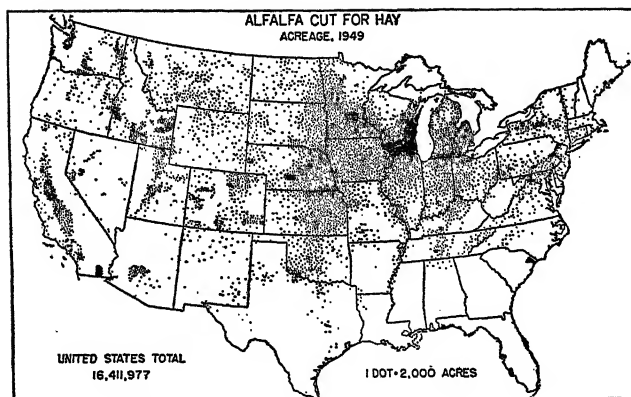 ALFALFA CUT FOR HAY
ACREAGE, 1949
UNITED STATES TOTAL
16,411,977
1 DOT=2,000 ACRES